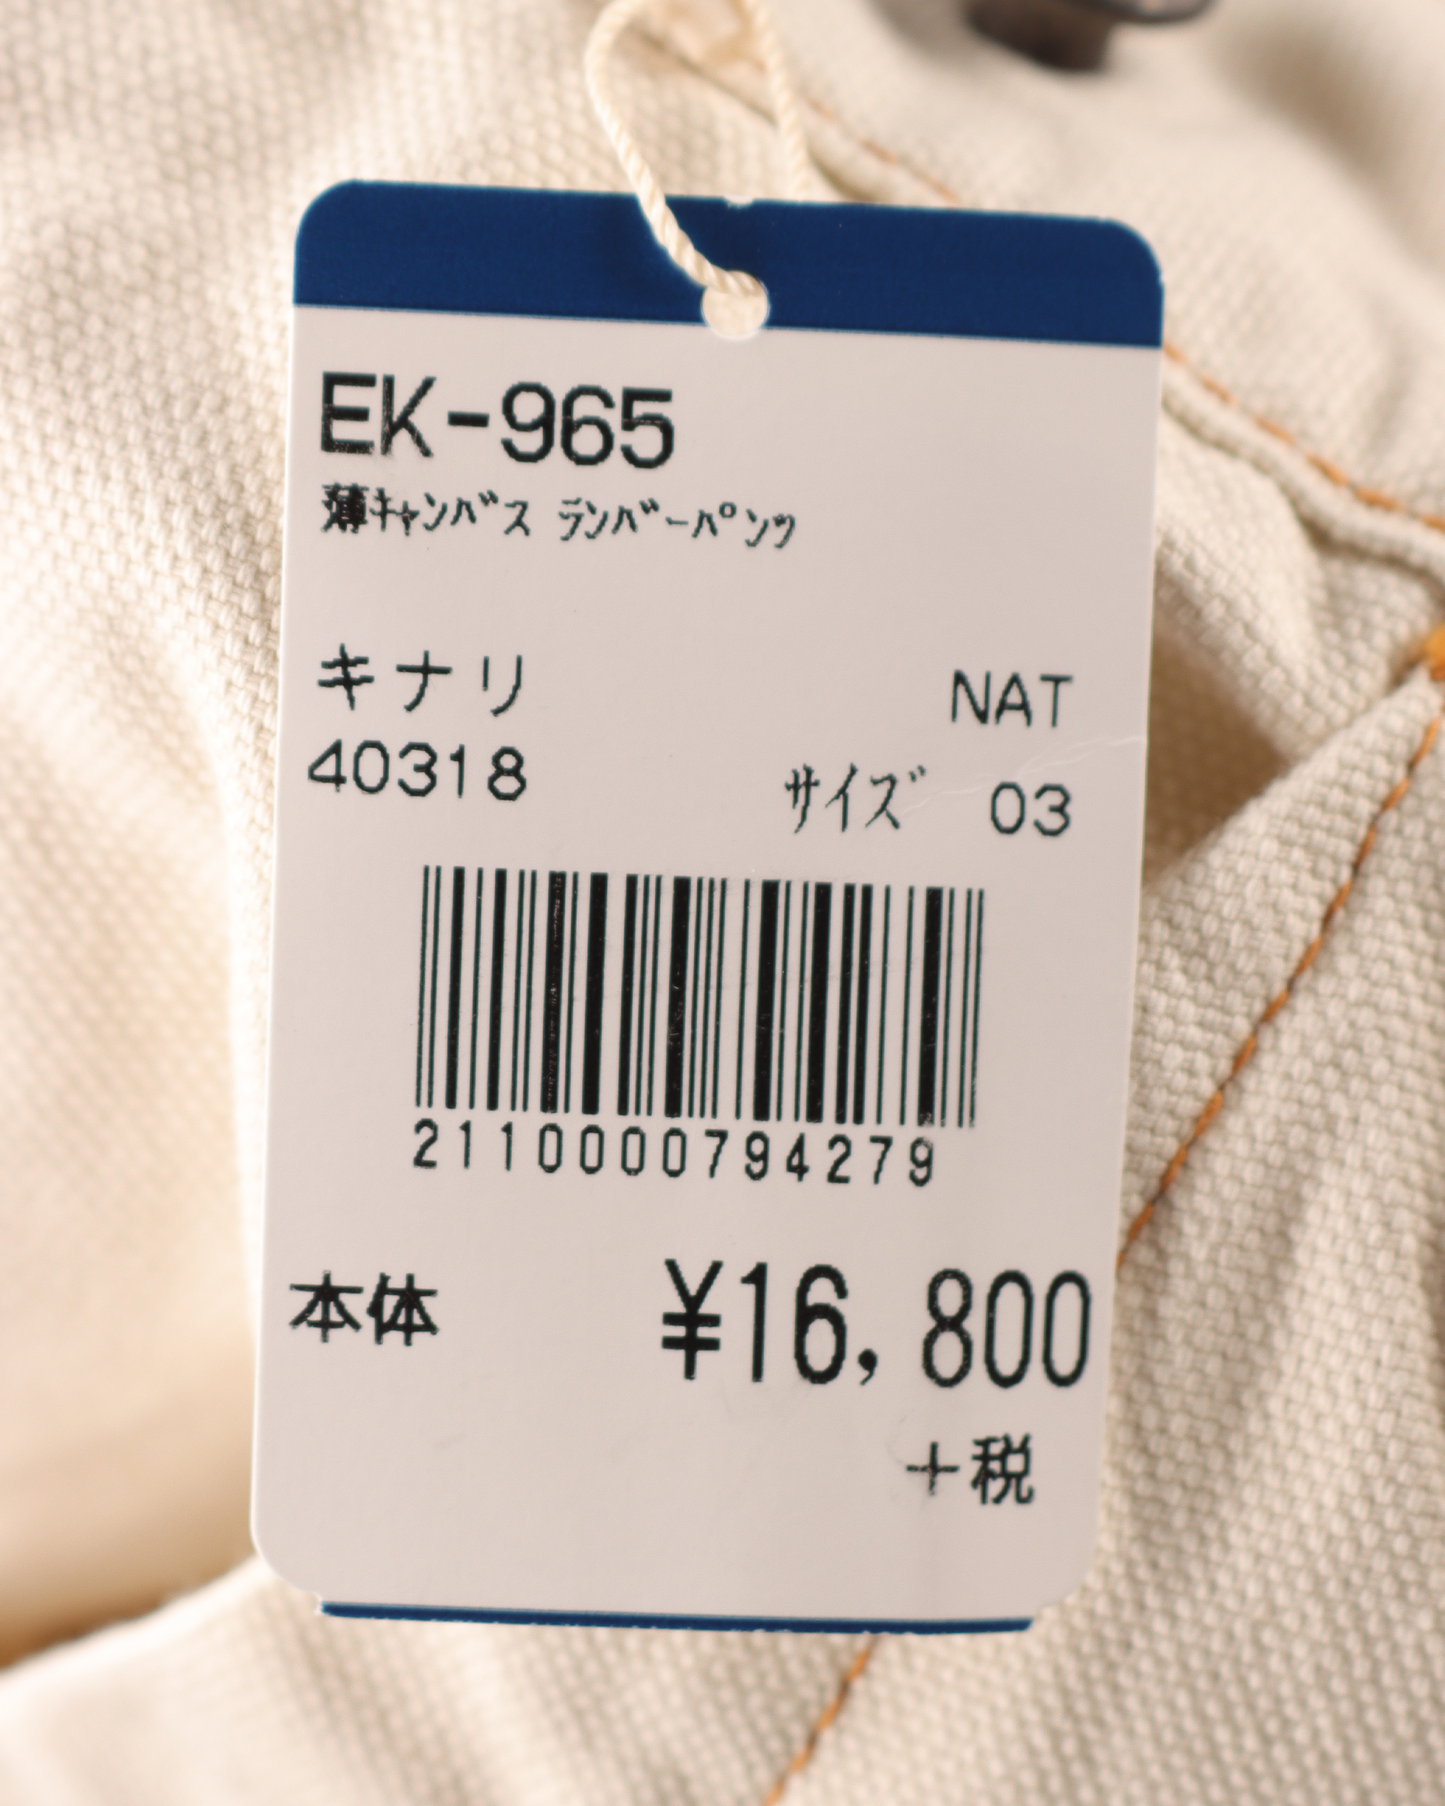 EK-965
薄キャンバス ランバーパンツ
キナリ NAT
40318 サイズ 03
2110000794279
本体 ¥16,800
+税